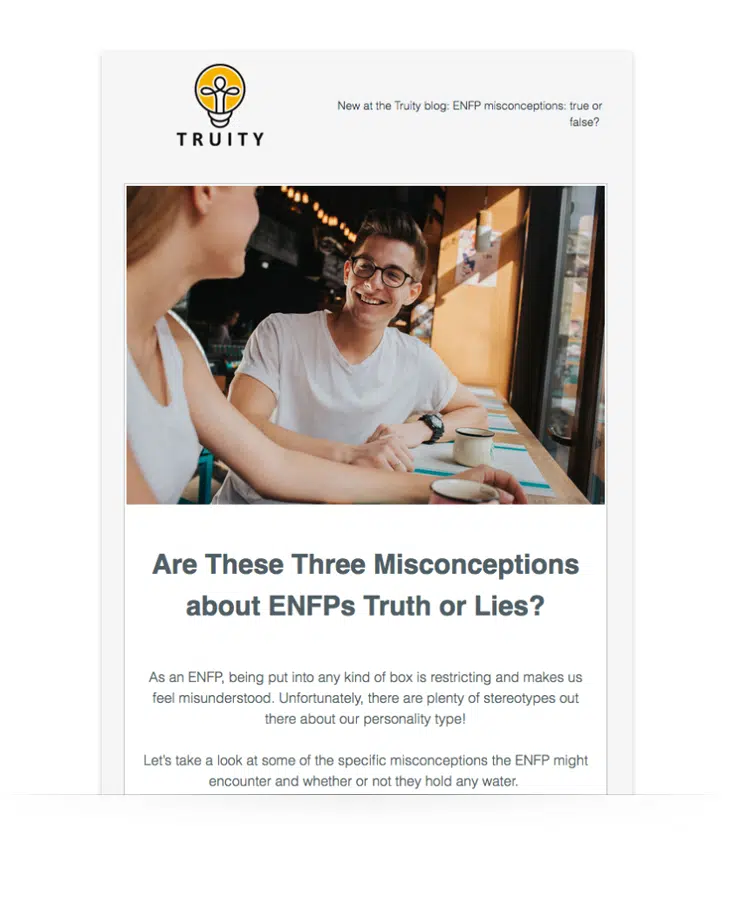 TRUITY
New at the Truity blog: ENFP misconceptions: true or
false?
Are These Three Misconceptions
about ENFPs Truth or Lies?
As an ENFP, being put into any kind of box is restricting and makes us
feel misunderstood. Unfortunately, there are plenty of stereotypes out
there about our personality type!
Let's take a look at some of the specific misconceptions the ENFP might
encounter and whether or not they hold any water.